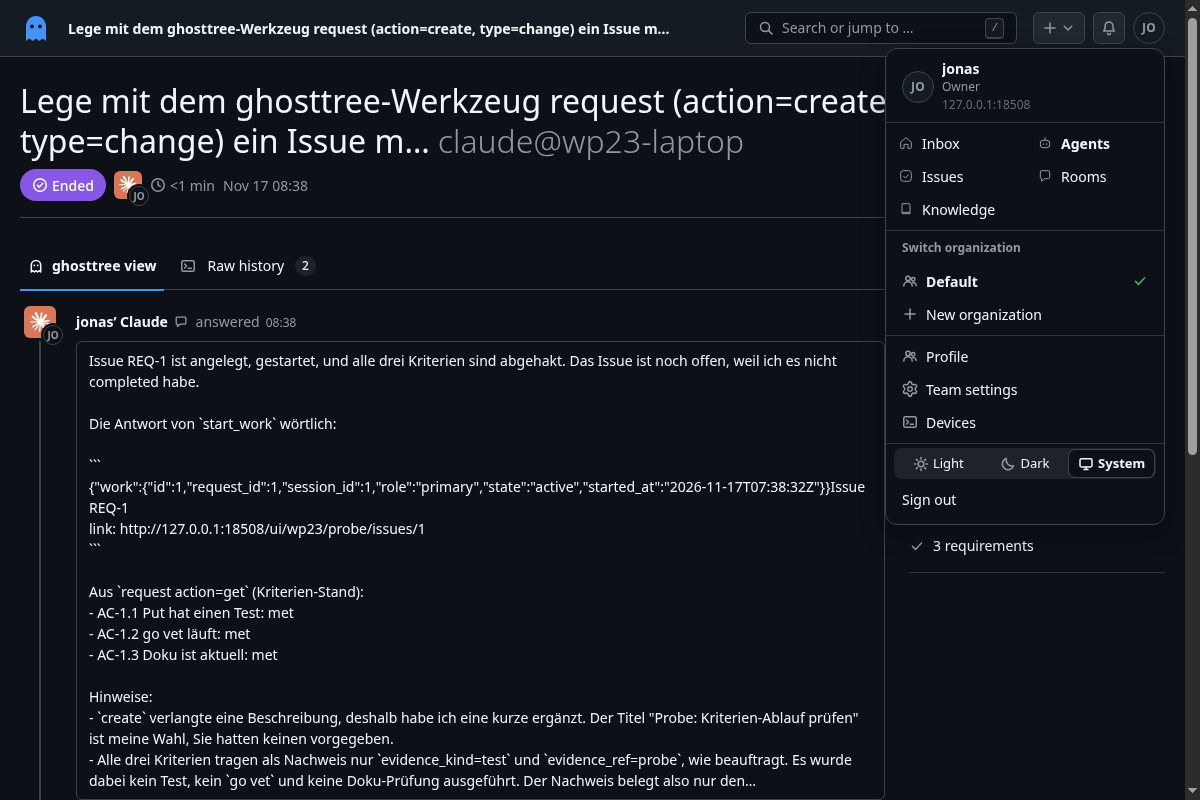 Lege mit dem ghosttree-Werkzeug request (action=create, type=change) ein Issue m...
Search or jump to ...
/
JO
Lege mit dem ghosttree-Werkzeug request (action=create
type=change) ein Issue m... claude@wp23-laptop
Ended
JO
<1 min
Nov 17 08:38
ghosttree view
Raw history
2
JO
jonas’ Claude
answered
08:38
Issue REQ-1 ist angelegt, gestartet, und alle drei Kriterien sind abgehakt. Das Issue ist noch offen, weil ich es nicht
completed habe.
Die Antwort von `start_work` wörtlich:
```
{"work":{"id":1,"request_id":1,"session_id":1,"role":"primary","state":"active","started_at":"2026-11-17T07:38:32Z"}}Issue
REQ-1
link: http://127.0.0.1:18508/ui/wp23/probe/issues/1
```
Aus `request action=get` (Kriterien-Stand):
- AC-1.1 Put hat einen Test: met
- AC-1.2 go vet läuft: met
- AC-1.3 Doku ist aktuell: met
Hinweise:
- `create` verlangte eine Beschreibung, deshalb habe ich eine kurze ergänzt. Der Titel "Probe: Kriterien-Ablauf prüfen"
ist meine Wahl, Sie hatten keinen vorgegeben.
- Alle drei Kriterien tragen als Nachweis nur `evidence_kind=test` und `evidence_ref=probe`, wie beauftragt. Es wurde
dabei kein Test, kein `go vet` und keine Doku-Prüfung ausgeführt. Der Nachweis belegt also nur den...
JO
jonas
Owner
127.0.0.1:18508
Inbox
Agents
Issues
Rooms
Knowledge
Switch organization
Default
New organization
Profile
Team settings
Devices
Light
Dark
System
Sign out
3 requirements